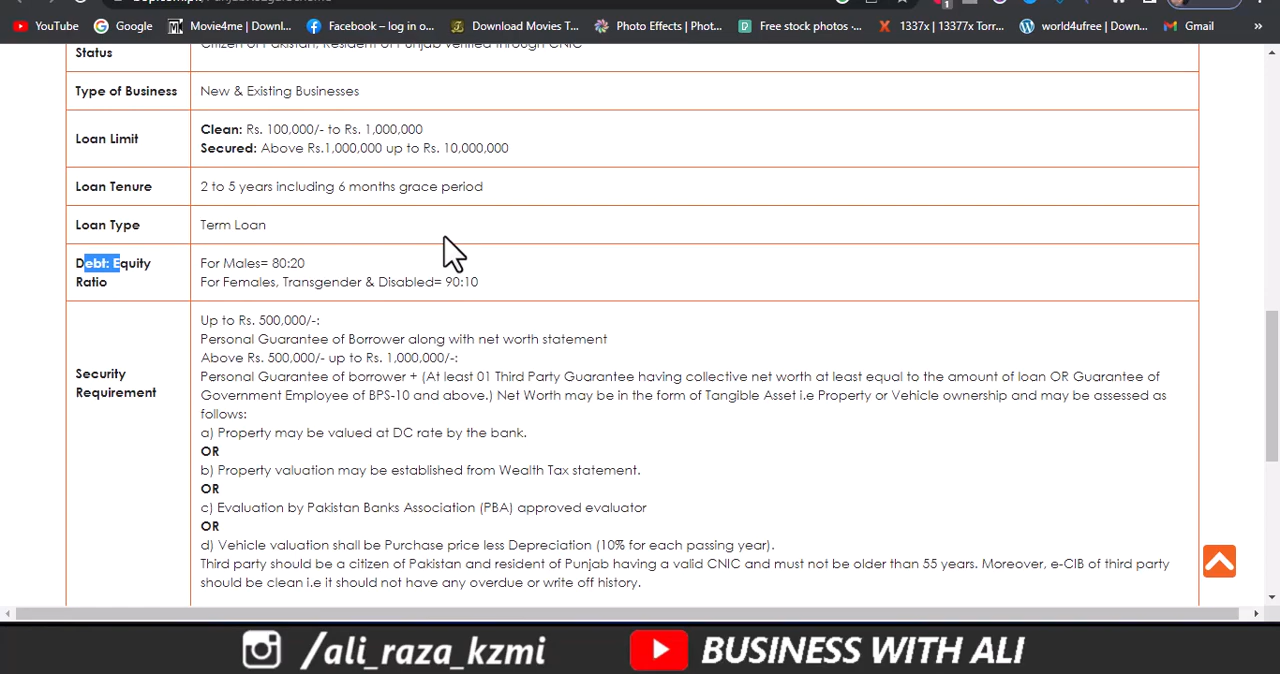 YouTube
Google
Movie4me | Downl...
Facebook – log in o...
Download Movies T...
Photo Effects | Phot...
Free stock photos ·...
1337x | 13377x Torr...
world4ufree | Down...
Gmail
»
Status
Citizen of Pakistan, Resident of Punjab verified through CNIC
Type of Business
New & Existing Businesses
Loan Limit
Clean: Rs. 100,000/- to Rs. 1,000,000
Secured: Above Rs.1,000,000 up to Rs. 10,000,000
Loan Tenure
2 to 5 years including 6 months grace period
Loan Type
Term Loan
Debt: Equity
Ratio
For Males= 80:20
For Females, Transgender & Disabled= 90:10
Security
Requirement
Up to Rs. 500,000/-:
Personal Guarantee of Borrower along with net worth statement
Above Rs. 500,000/- up to Rs. 1,000,000/-:
Personal Guarantee of borrower + (At least 01 Third Party Guarantee having collective net worth at least equal to the amount of loan OR Guarantee of
Government Employee of BPS-10 and above.) Net Worth may be in the form of Tangible Asset i.e Property or Vehicle ownership and may be assessed as
follows:
a) Property may be valued at DC rate by the bank.
OR
b) Property valuation may be established from Wealth Tax statement.
OR
c) Evaluation by Pakistan Banks Association (PBA) approved evaluator
OR
d) Vehicle valuation shall be Purchase price less Depreciation (10% for each passing year).
Third party should be a citizen of Pakistan and resident of Punjab having a valid CNIC and must not be older than 55 years. Moreover, e-CIB of third party
should be clean i.e it should not have any overdue or write off history.
/ali_raza_kzmi
BUSINESS WITH ALI